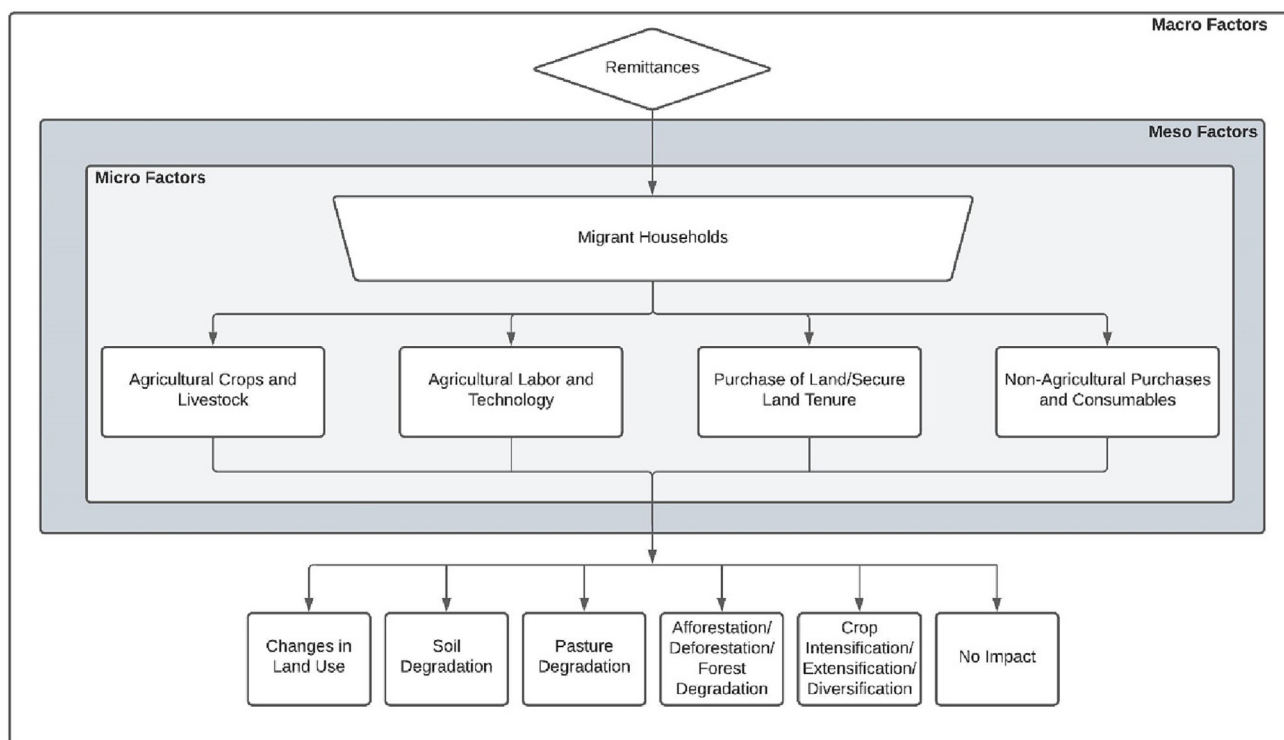 Macro Factors
Remittances
Meso Factors
Micro Factors
Migrant Households
Agricultural Crops and
Livestock
Agricultural Labor and
Technology
Purchase of Land/Secure
Land Tenure
Non-Agricultural Purchases
and Consumables
Changes in
Land Use
Soil
Degradation
Pasture
Degradation
Afforestation/
Deforestation/
Forest
Degradation
Crop
Intensification/
Extensification/
Diversification
No Impact